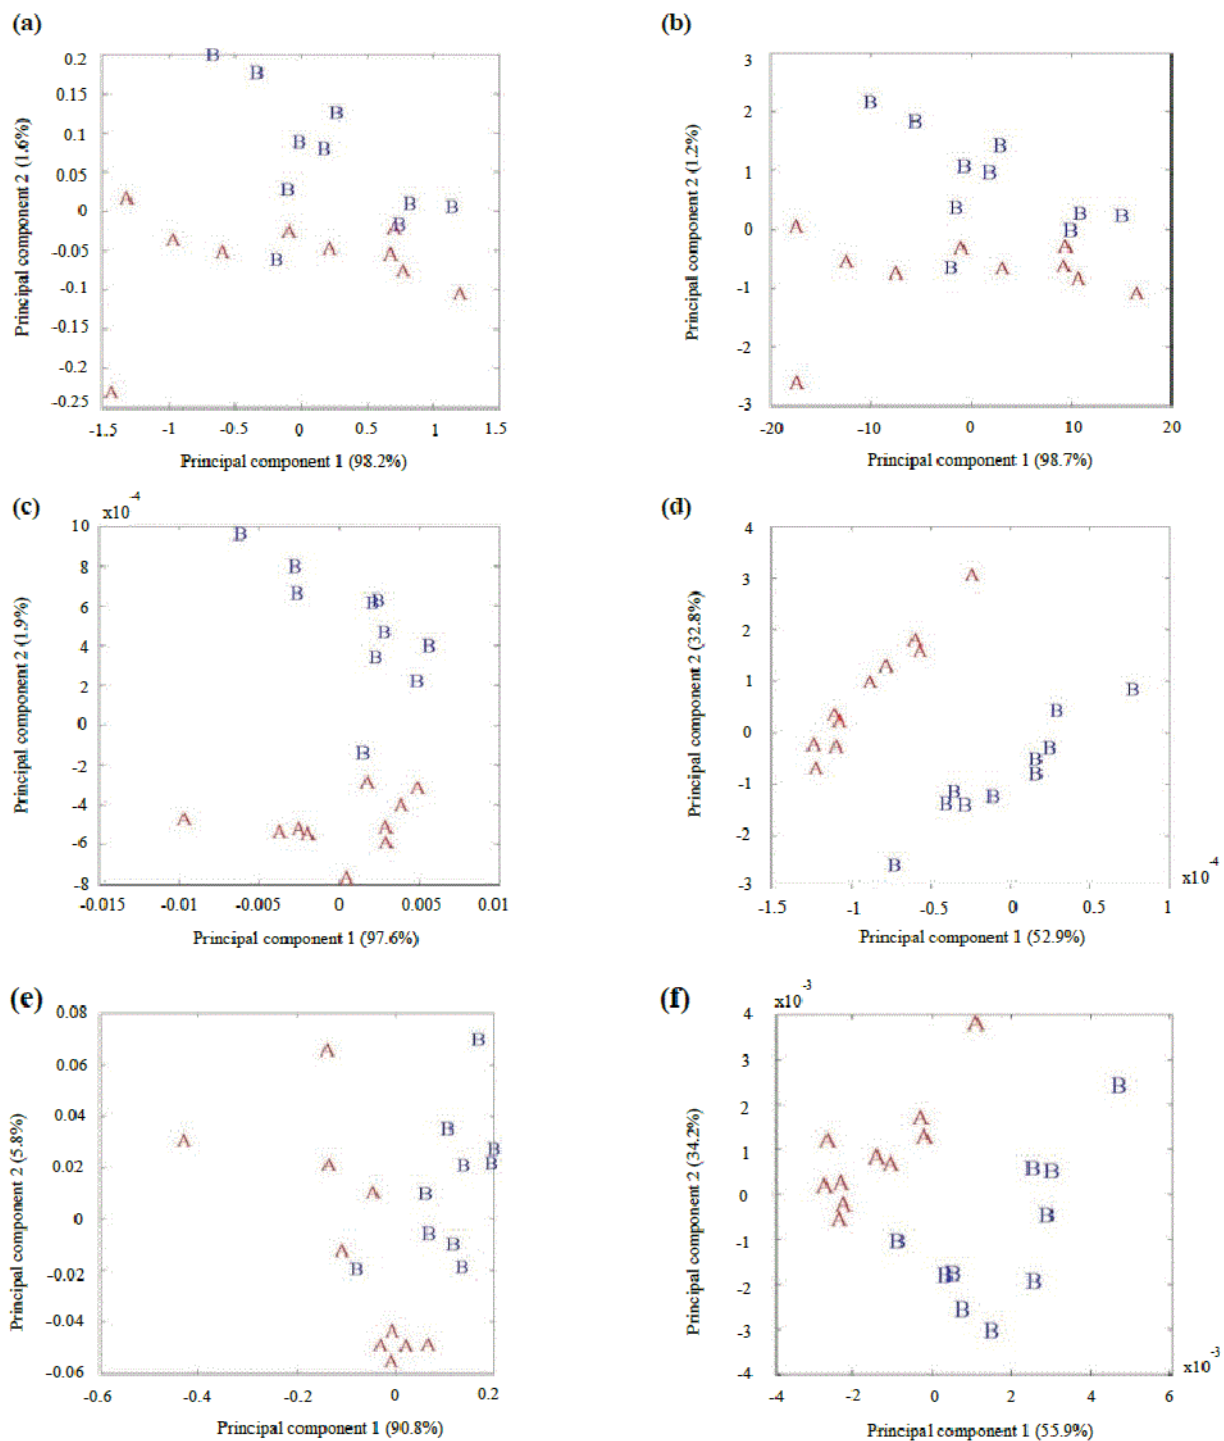 (a)
0.2
0.15
0.1
0.05
0
-0.05
-0.1
-0.15
-0.2
-0.25
-1.5 -1 -0.5 0 0.5 1 1.5
Principal component 2 (1.6%)
Principal component 1 (98.2%)
B
B
B
B
B
B
B
B
B
B
A
A
A
A
A
A
A
A
A
A
(b)
3
2
1
0
-1
-2
-3
-20 -10 0 10 20
Principal component 2 (1.2%)
Principal component 1 (98.7%)
B
B
B
B
B
B
B
B
B
B
A
A
A
A
A
A
A
A
A
A
(c)
x10-4
10
8
6
4
2
0
-2
-4
-6
-8
-0.015 -0.01 -0.005 0 0.005 0.01
Principal component 2 (1.9%)
Principal component 1 (97.6%)
B
B
B
B
B
B
B
B
B
B
A
A
A
A
A
A
A
A
A
A
(d)
4
3
2
1
0
-1
-2
-3
x10-4
-1.5 -1 -0.5 0 0.5 1
Principal component 2 (32.8%)
Principal component 1 (52.9%)
A
A
A
A
A
A
A
A
A
A
B
B
B
B
B
B
B
B
B
B
(e)
0.08
0.06
0.04
0.02
0
-0.02
-0.04
-0.06
-0.6 -0.4 -0.2 0 0.2
Principal component 2 (5.8%)
Principal component 1 (90.8%)
B
B
B
B
B
B
B
B
B
B
A
A
A
A
A
A
A
A
A
A
(f)
x10-3
4
3
2
1
0
-1
-2
-3
-4
x10-3
-4 -2 0 2 4 6
Principal component 2 (34.2%)
Principal component 1 (55.9%)
A
A
A
A
A
A
A
A
A
A
B
B
B
B
B
B
B
B
B
B